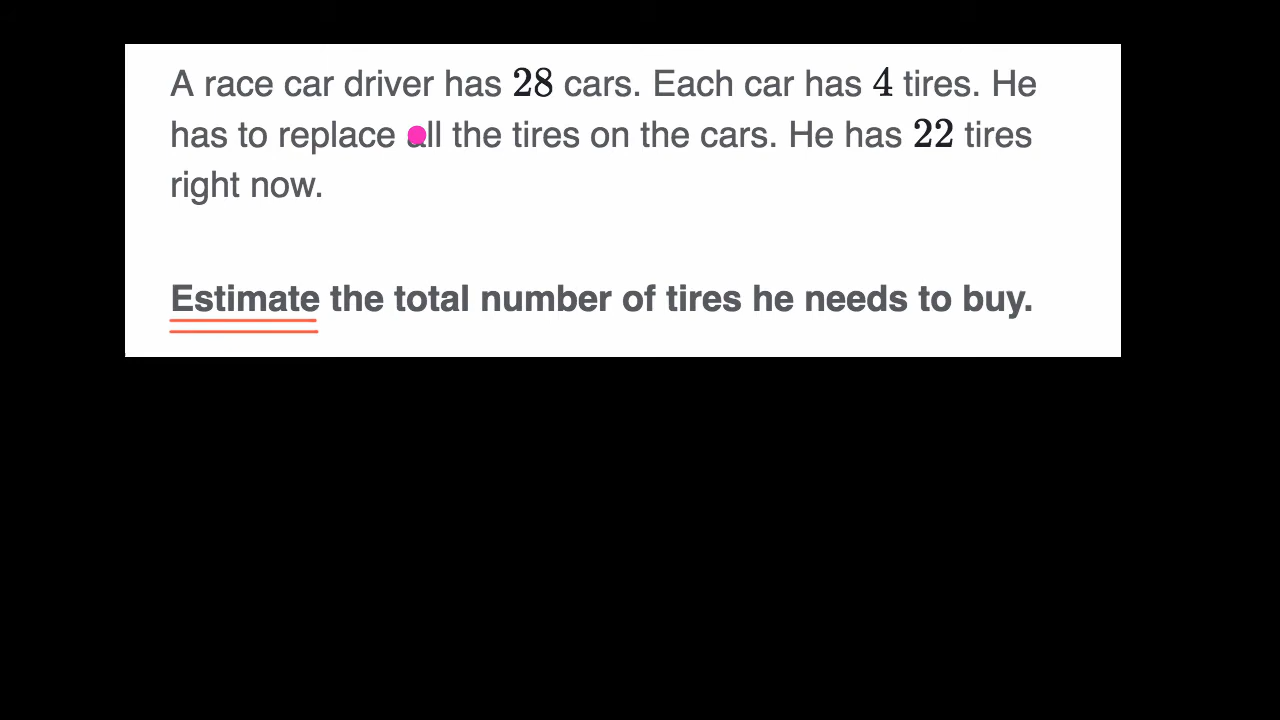 A race car driver has 28 cars. Each car has 4 tires. He
has to replace all the tires on the cars. He has 22 tires
right now.
Estimate the total number of tires he needs to buy.